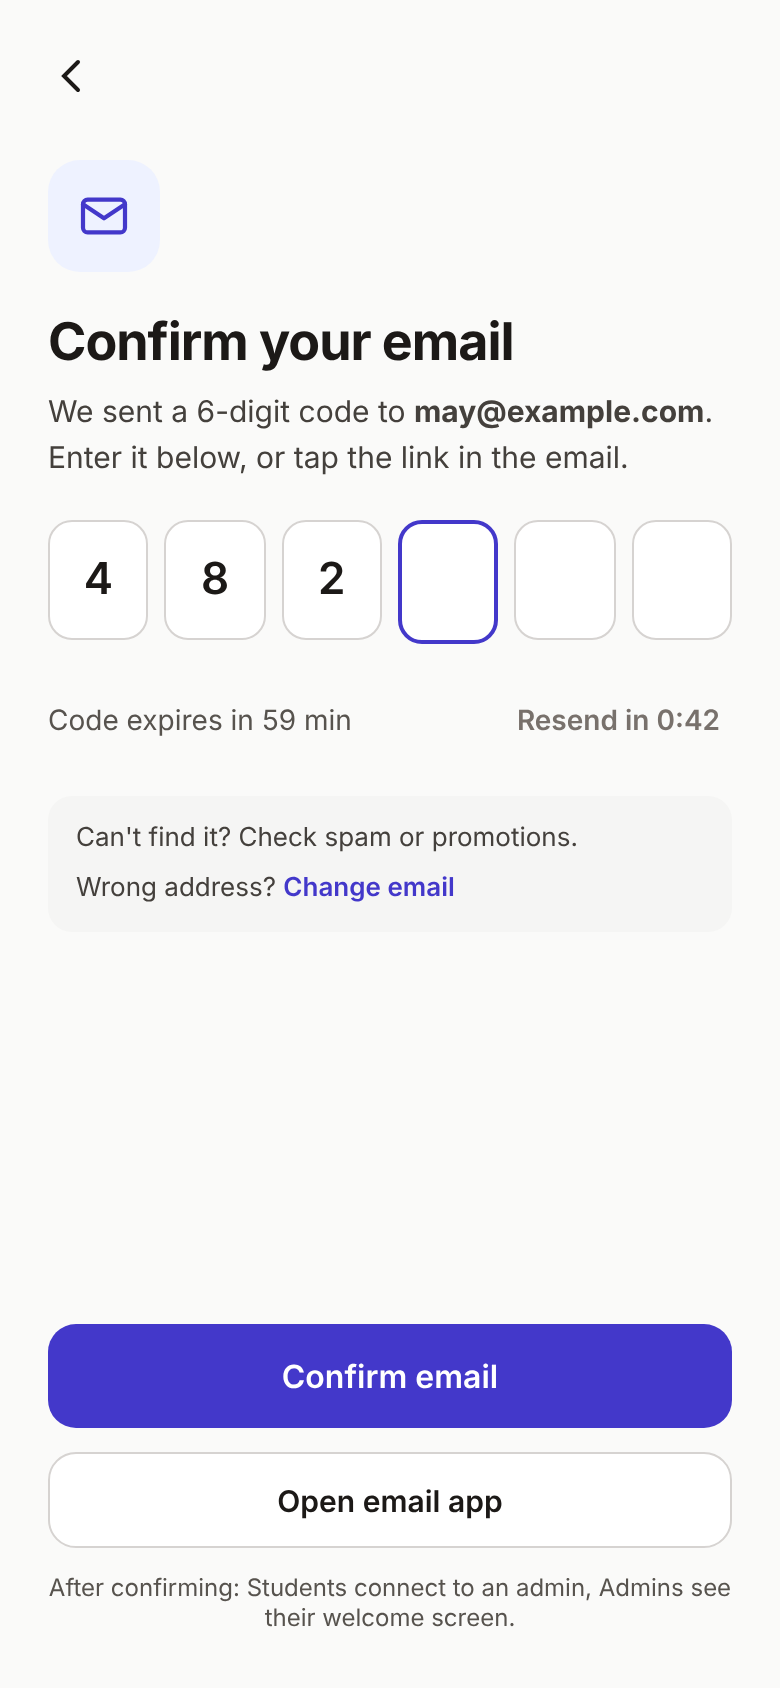 Confirm your email
We sent a 6-digit code to may@example.com.
Enter it below, or tap the link in the email.
4 8 2
Code expires in 59 min Resend in 0:42
Can't find it? Check spam or promotions.
Wrong address? Change email
Confirm email
Open email app
After confirming: Students connect to an admin, Admins see
their welcome screen.